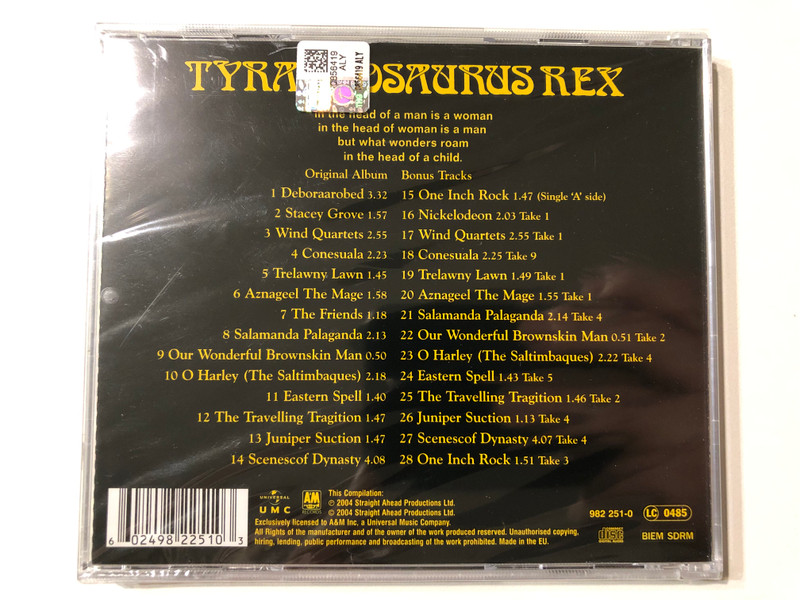 TYRA OSAURUS REX
in the head of a man is a woman
in the head of woman is a man
but what wonders roam
in the head of a child.
Original Album
1 Deboraarobed 3.32
2 Stacey Grove 1.57
3 Wind Quartets 2.55
4 Conesuala 2.23
5 Trelawny Lawn 1.45
6 Aznageel The Mage 1.58
7 The Friends 1.18
8 Salamanda Palaganda 2.13
9 Our Wonderful Brownskin Man 0.50
10 O Harley (The Saltimbaques) 2.18
11 Eastern Spell 1.40
12 The Travelling Tragition 1.47
13 Juniper Suction 1.47
14 Scenescof Dynasty 4.08
Bonus Tracks
15 One Inch Rock 1.47 (Single 'A' side)
16 Nickelodeon 2.03 Take 1
17 Wind Quartets 2.55 Take 1
18 Conesuala 2.25 Take 9
19 Trelawny Lawn 1.49 Take 1
20 Aznageel The Mage 1.55 Take 1
21 Salamanda Palaganda 2.14 Take 4
22 Our Wonderful Brownskin Man 0.51 Take 2
23 O Harley (The Saltimbaques) 2.22 Take 4
24 Eastern Spell 1.43 Take 5
25 The Travelling Tragition 1.46 Take 2
26 Juniper Suction 1.13 Take 4
27 Scenescof Dynasty 4.07 Take 4
28 One Inch Rock 1.51 Take 3
6 02498 22510 3
UNIVERSAL
UMC
A&M
RECORDS
This Compilation:
℗ 2004 Straight Ahead Productions Ltd.
© 2004 Straight Ahead Productions Ltd.
Exclusively licensed to A&M Inc, a Universal Music Company.
All Rights of the manufacturer and of the owner of the work produced reserved. Unauthorised copying,
hiring, lending, public performance and broadcasting of the work prohibited. Made in the EU.
982 251-0
LC 0485
disc
BIEM SDRM